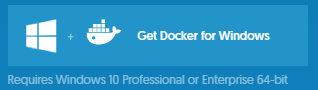 + Get Docker for Windows
Requires Windows 10 Professional or Enterprise 64-bit